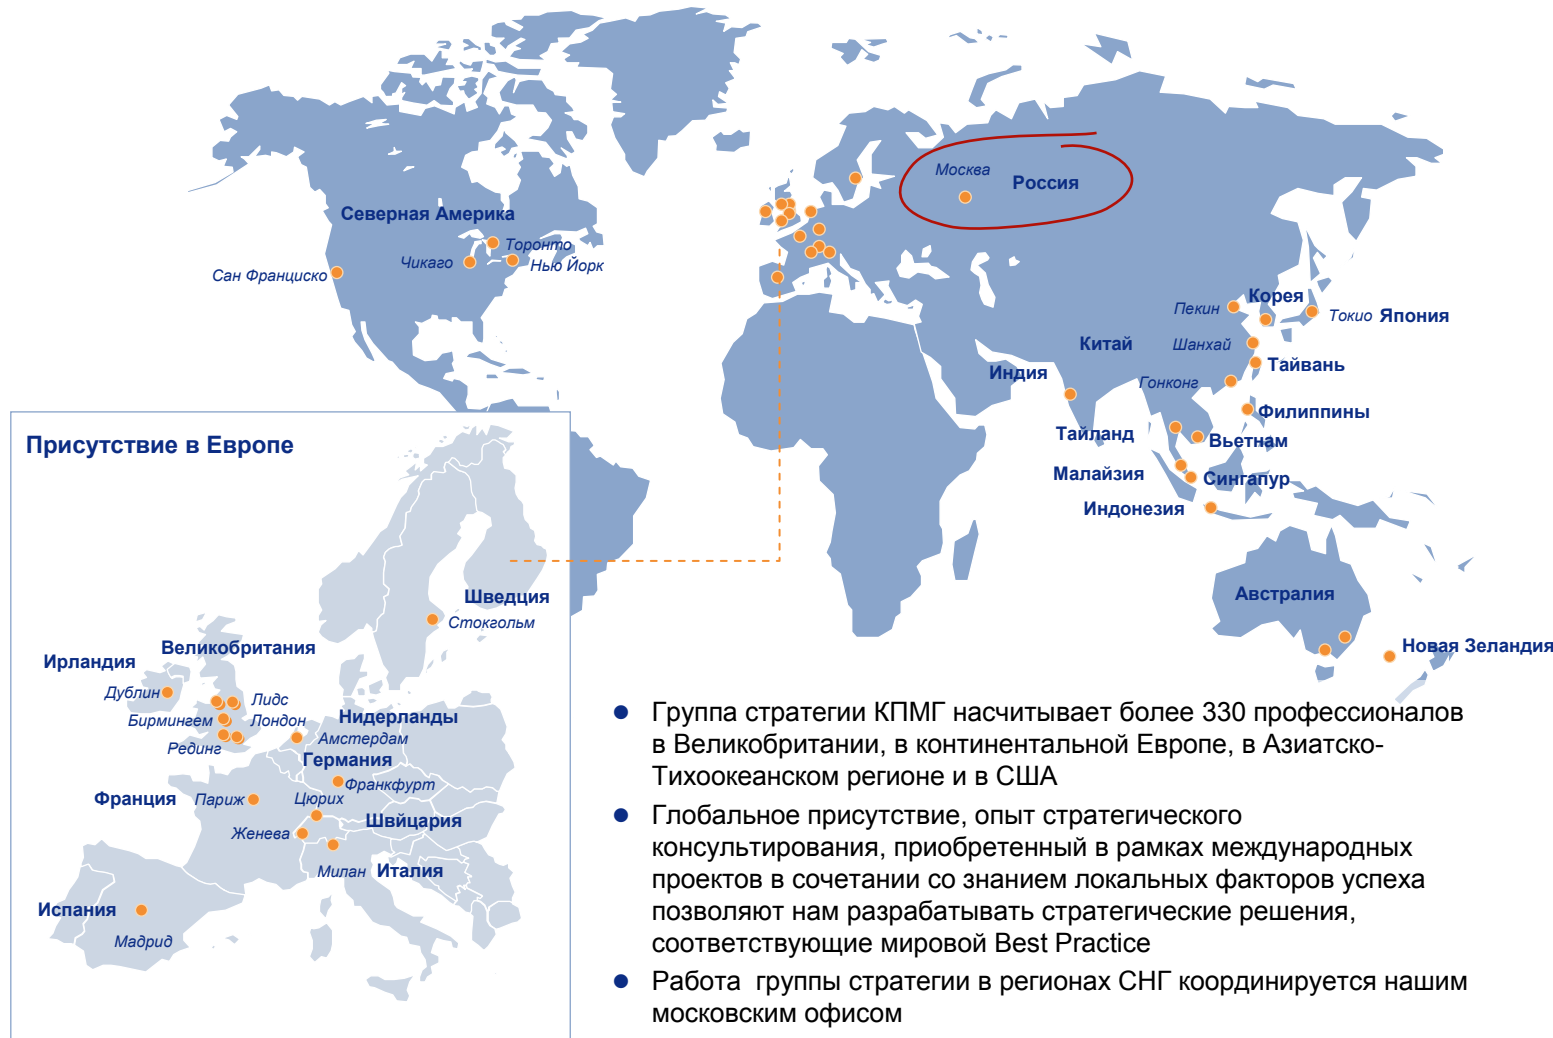 Москва
Россия
Северная Америка
Торонто
Чикаго
Нью Йорк
Сан Франциско
Корея
Пекин
Токио Япония
Китай
Шанхай
Тайвань
Индия
Гонконг
Филиппины
Тайланд
Вьетнам
Малайзия
Сингапур
Индонезия
Австралия
Новая Зеландия
Присутствие в Европе
Шведция
Стокгольм
Великобритания
Ирландия
Дублин
Лидс
Бирмингем
Лондон
Рединг
Нидерланды
Амстердам
Германия
Франкфурт
Франция
Париж
Цюрих
Швйцария
Женева
Милан Италия
Испания
Мадрид
● Группа стратегии КПМГ насчитывает более 330 профессионалов
в Великобритании, в континентальной Европе, в Азиатско-
Тихоокеанском регионе и в США
● Глобальное присутствие, опыт стратегического
консультирования, приобретенный в рамках международных
проектов в сочетании со знанием локальных факторов успеха
позволяют нам разрабатывать стратегические решения,
соответствующие мировой Best Practice
● Работа группы стратегии в регионах СНГ координируется нашим
московским офисом